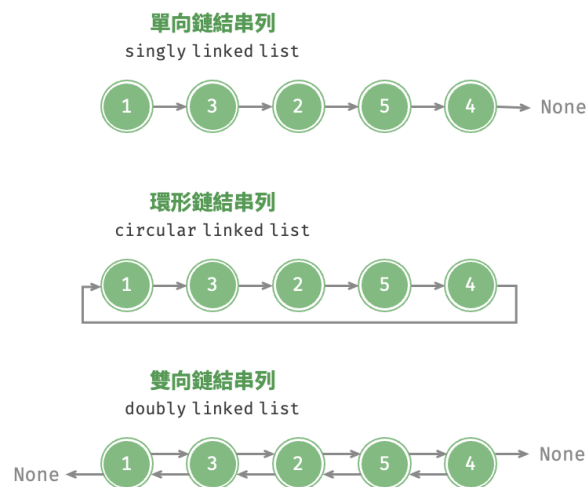 單向鏈結串列
singly linked list
1 3 2 5 4 None
環形鏈結串列
circular linked list
1 3 2 5 4
雙向鏈結串列
doubly linked list
1 3 2 5 4 None
None